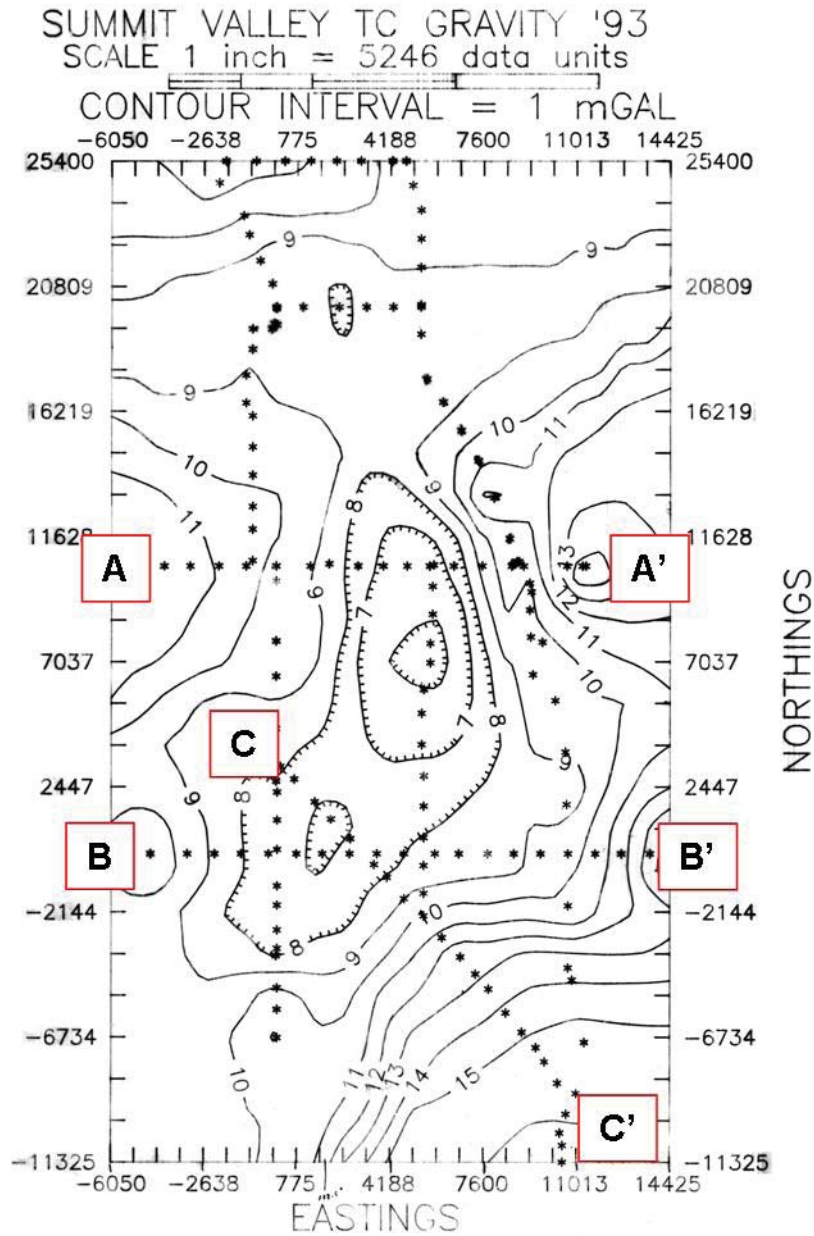 SUMMIT VALLEY TC GRAVITY '93
SCALE 1 inch = 5246 data units
CONTOUR INTERVAL = 1 mGAL
-6050 -2638 775 4188 7600 11013 14425
25400 25400
9 9
20809 20809
9
16219 16219
10 11
10
9
8
11
11628 11628
A 13 A'
12
9 7 11
7037 7037
10
7 8
C
9
2447 2447
9 8
B B'
-2144 -2144
10
8 9
-6734 -6734
10 11 12 13 14 15
C'
-11325 -11325
-6050 -2638 775 4188 7600 11013 14425
EASTINGS
NORTHINGS